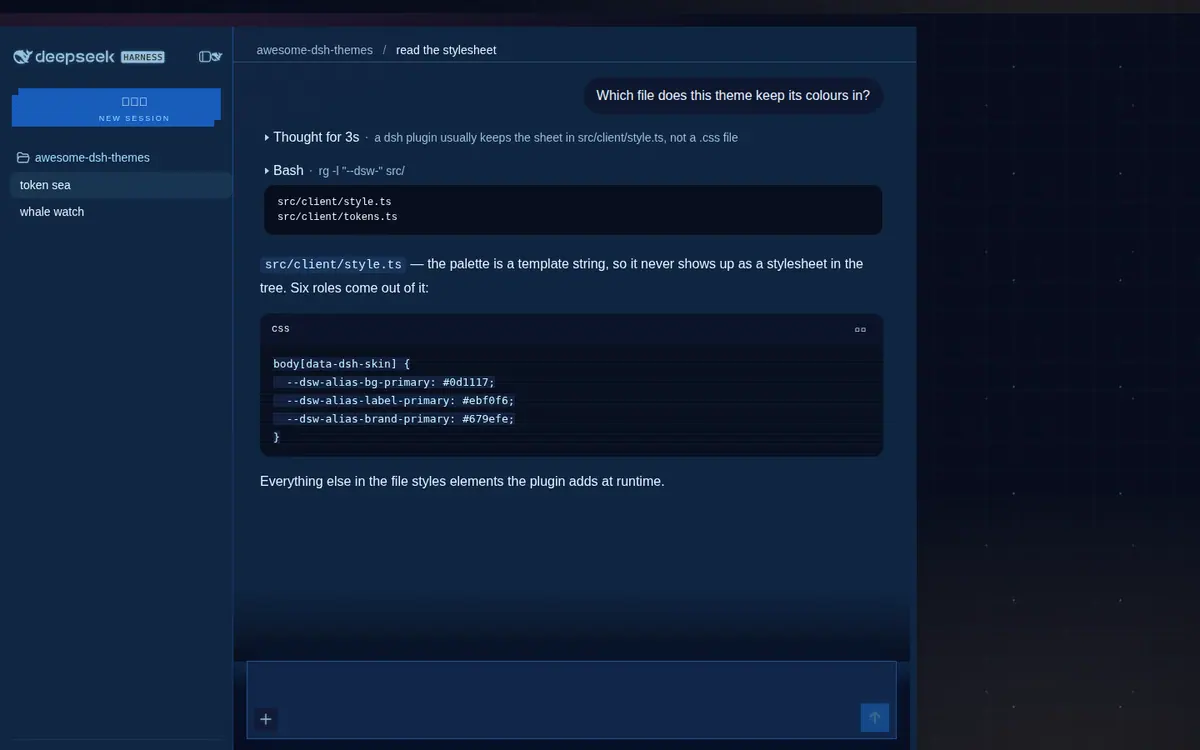 deepseek HARNESS
NEW SESSION
awesome-dsh-themes
token sea
whale watch
awesome-dsh-themes / read the stylesheet
Which file does this theme keep its colours in?
Thought for 3s · a dsh plugin usually keeps the sheet in src/client/style.ts, not a .css file
Bash · rg -l "--dsw-" src/
src/client/style.ts
src/client/tokens.ts
src/client/style.ts — the palette is a template string, so it never shows up as a stylesheet in the
tree. Six roles come out of it:
css
body[data-dsh-skin] {
  --dsw-alias-bg-primary: #0d1117;
  --dsw-alias-label-primary: #ebf0f6;
  --dsw-alias-brand-primary: #679efe;
}
Everything else in the file styles elements the plugin adds at runtime.